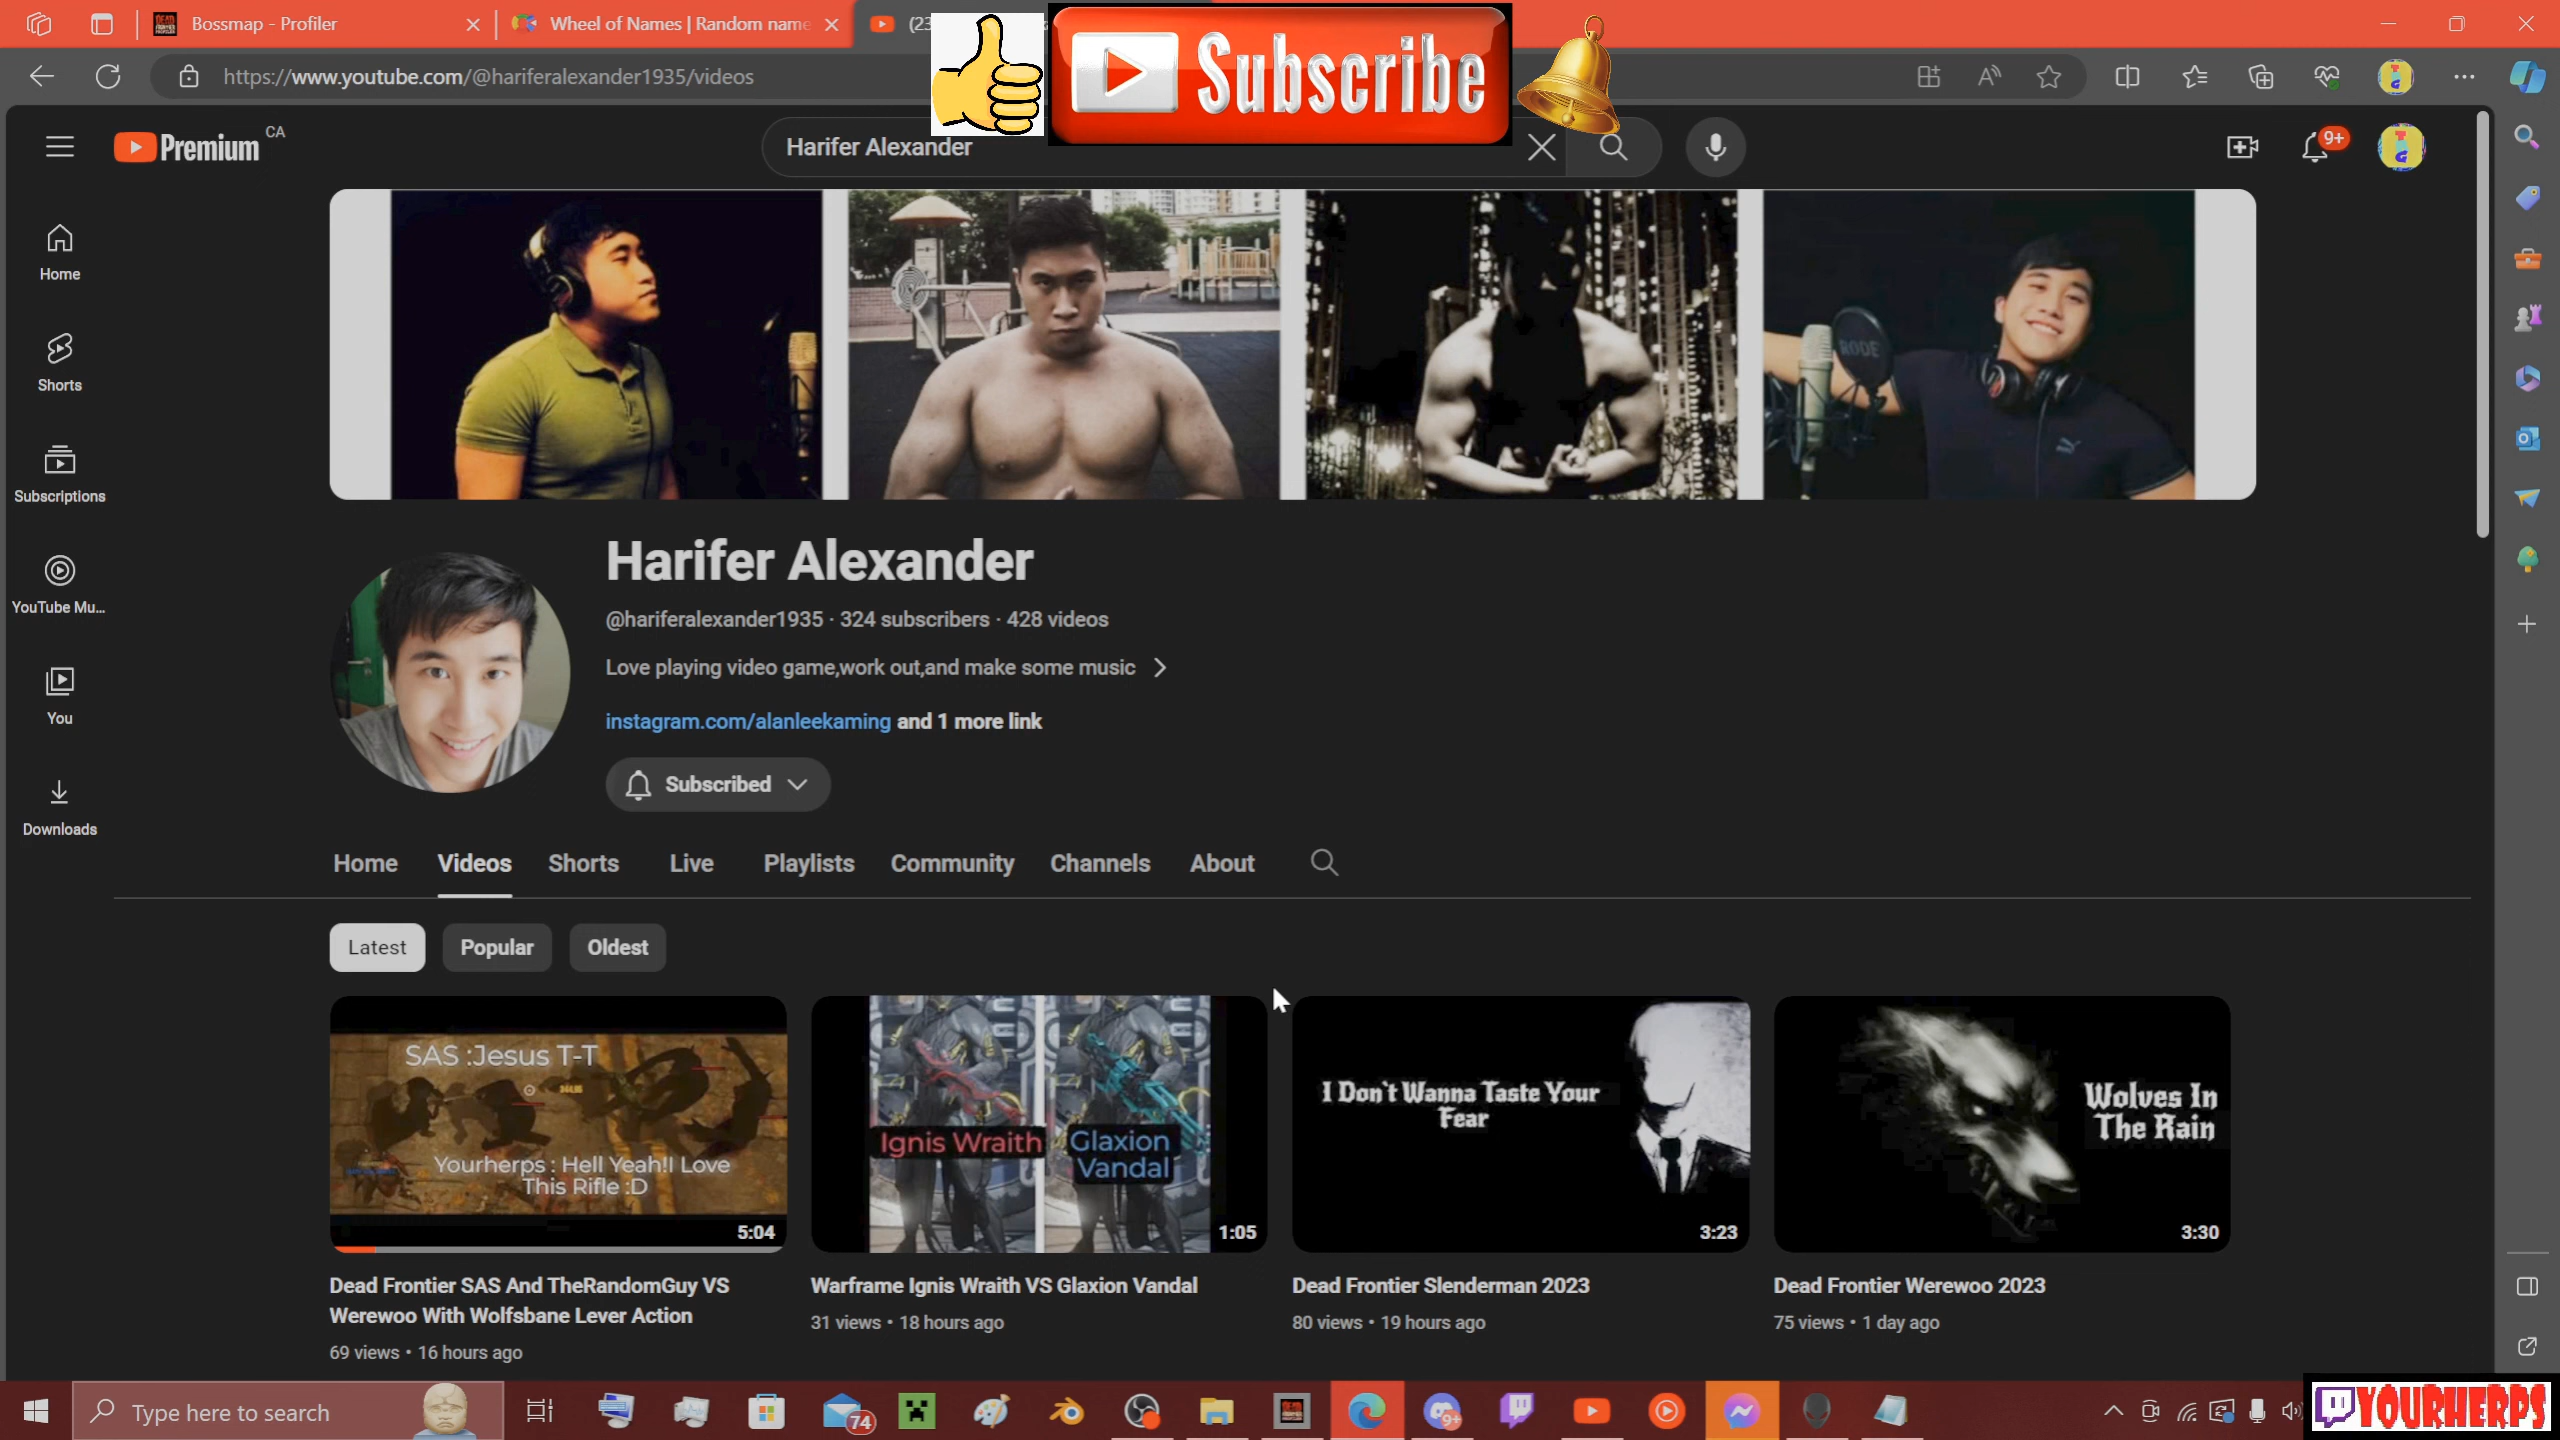 Bossmap - Profiler
Wheel of Names | Random name
(23
Subscribe
https://www.youtube.com/@hariferalexander1935/videos
Premium CA
Harifer Alexander
9+
Home
Shorts
Subscriptions
YouTube Mu...
You
Downloads
RODE
Harifer Alexander
@hariferalexander1935 · 324 subscribers · 428 videos
Love playing video game,work out,and make some music
instagram.com/alanleekaming and 1 more link
Subscribed
Home Videos Shorts Live Playlists Community Channels About
Latest Popular Oldest
SAS :Jesus T-T
Yourherps : Hell Yeah!I Love
This Rifle :D
5:04
Ignis Wraith
Glaxion
Vandal
1:05
I Don't Wanna Taste Your
Fear
3:23
Wolves In
The Rain
3:30
Dead Frontier SAS And TheRandomGuy VS
Werewoo With Wolfsbane Lever Action
69 views • 16 hours ago
Warframe Ignis Wraith VS Glaxion Vandal
31 views • 18 hours ago
Dead Frontier Slenderman 2023
80 views • 19 hours ago
Dead Frontier Werewoo 2023
75 views • 1 day ago
Type here to search
74
9+
YOURHERPS